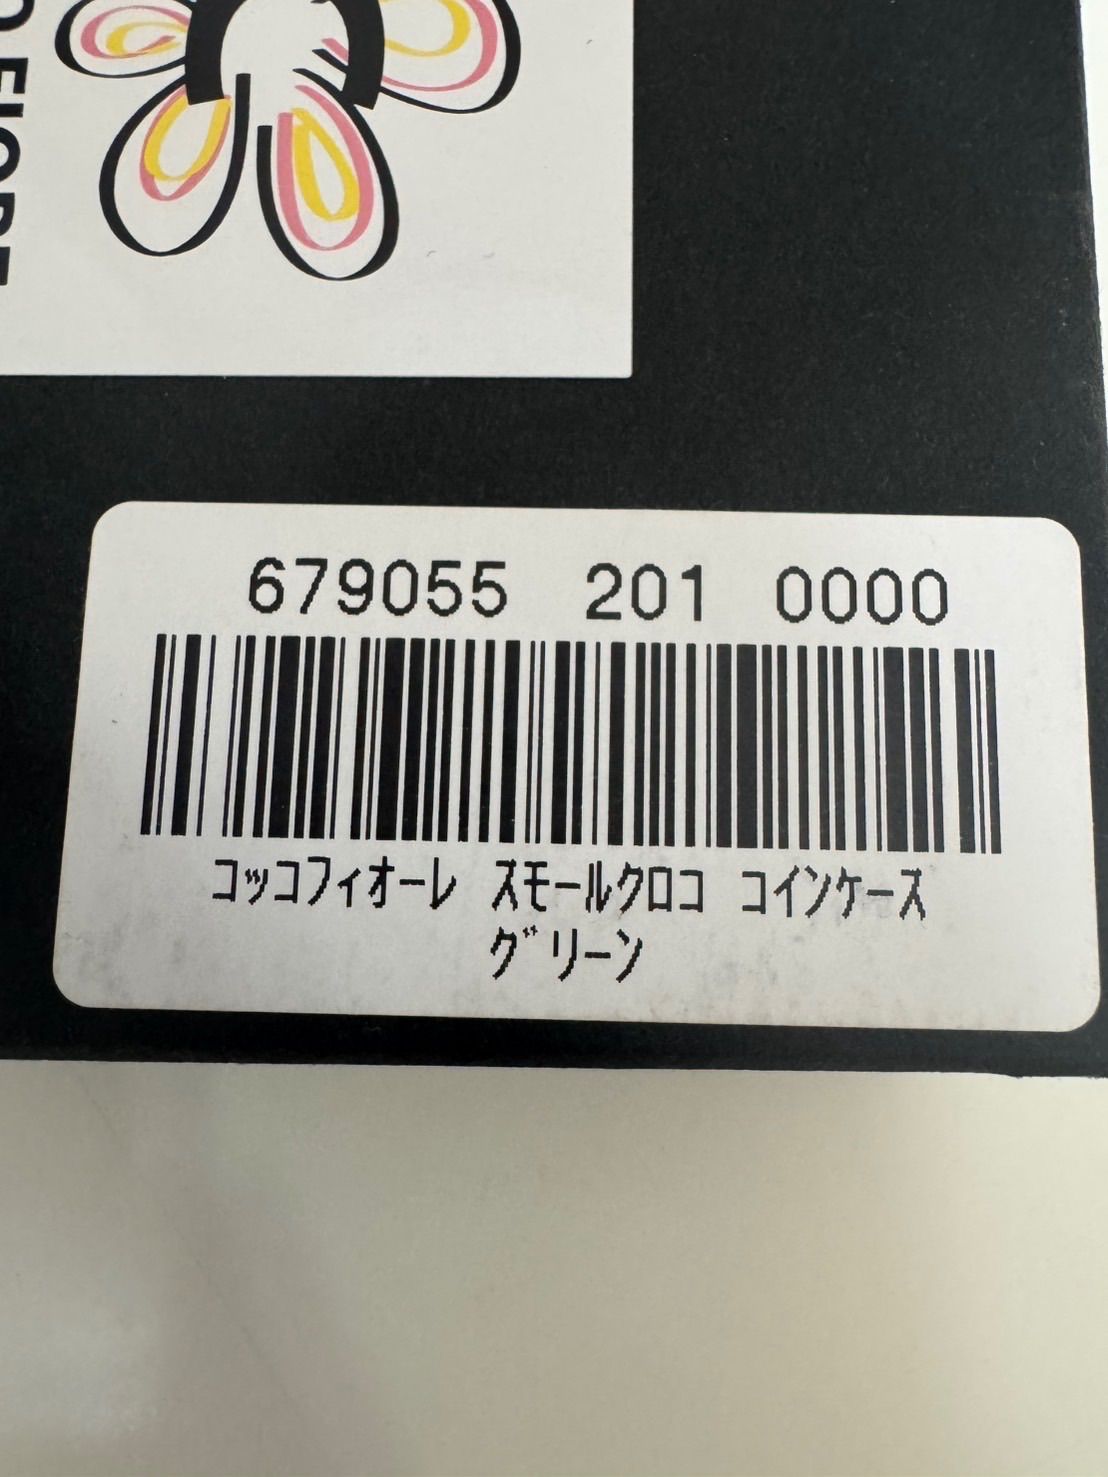 FIORE
679055 201 0000
コッコフィオーレ スモールクロコ コインケース
グリーン